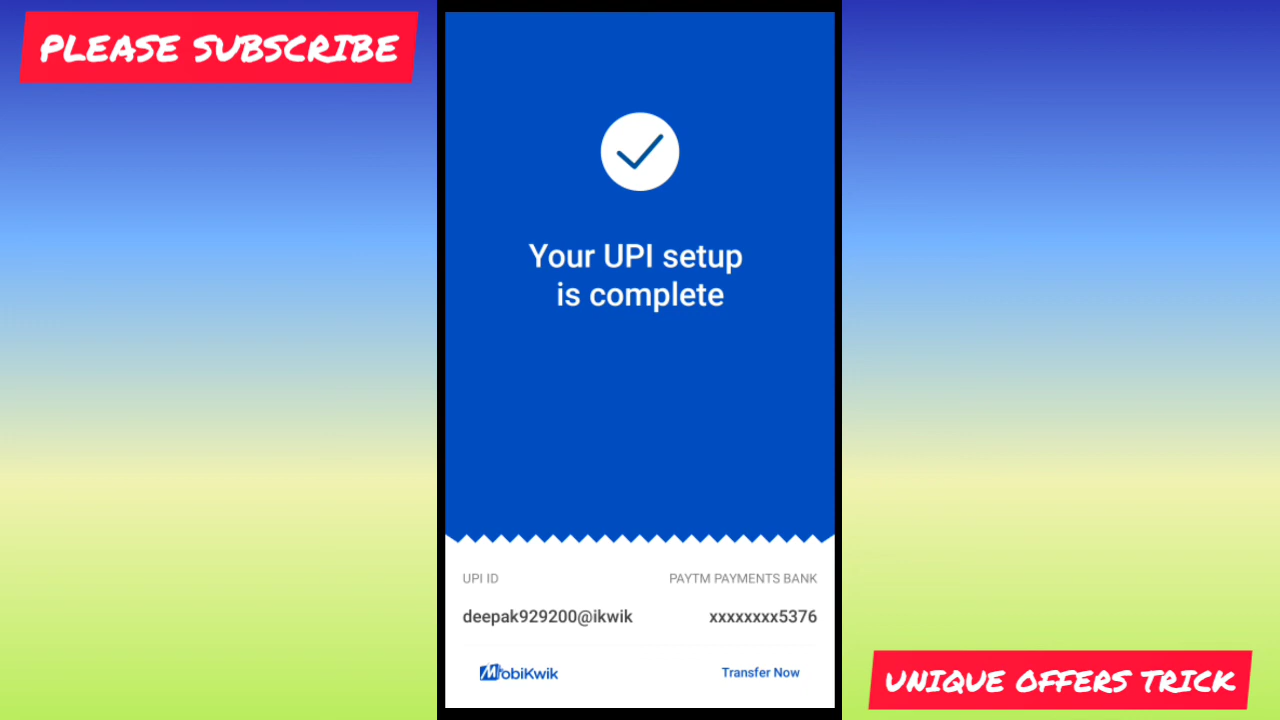 PLEASE SUBSCRIBE
Your UPI setup
is complete
UPI ID
PAYTM PAYMENTS BANK
deepak929200@ikwik
xxxxxxxx5376
MobiKwik
Transfer Now
UNIQUE OFFERS TRICK